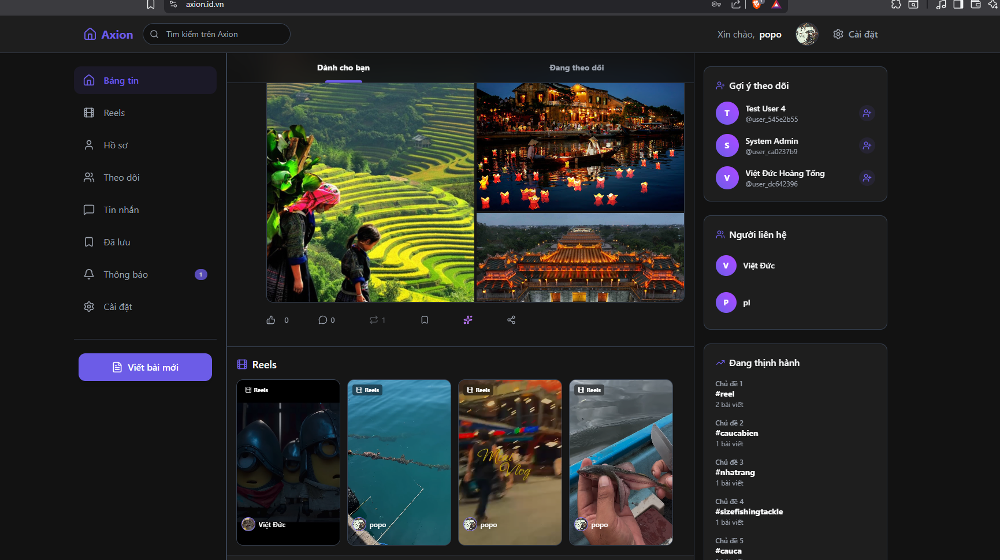 axion.id.vn
1
Axion
Tìm kiếm trên Axion
Xin chào, popo
Cài đặt
Bảng tin
Reels
Hồ sơ
Theo dõi
Tin nhắn
Đã lưu
Thông báo
1
Cài đặt
Viết bài mới
Dành cho bạn
Đang theo dõi
0
0
1
Reels
Reels
Việt Đức
Reels
popo
Reels
Vlog
popo
Reels
popo
Gợi ý theo dõi
T
Test User 4
@user_545e2b55
S
System Admin
@user_ca0237b9
V
Việt Đức Hoàng Tống
@user_dc642396
Người liên hệ
V
Việt Đức
P
pl
Đang thịnh hành
Chủ đề 1
#reel
2 bài viết
Chủ đề 2
#caucabien
1 bài viết
Chủ đề 3
#nhatrang
1 bài viết
Chủ đề 4
#sizefishingtackle
1 bài viết
Chủ đề 5
#cauca